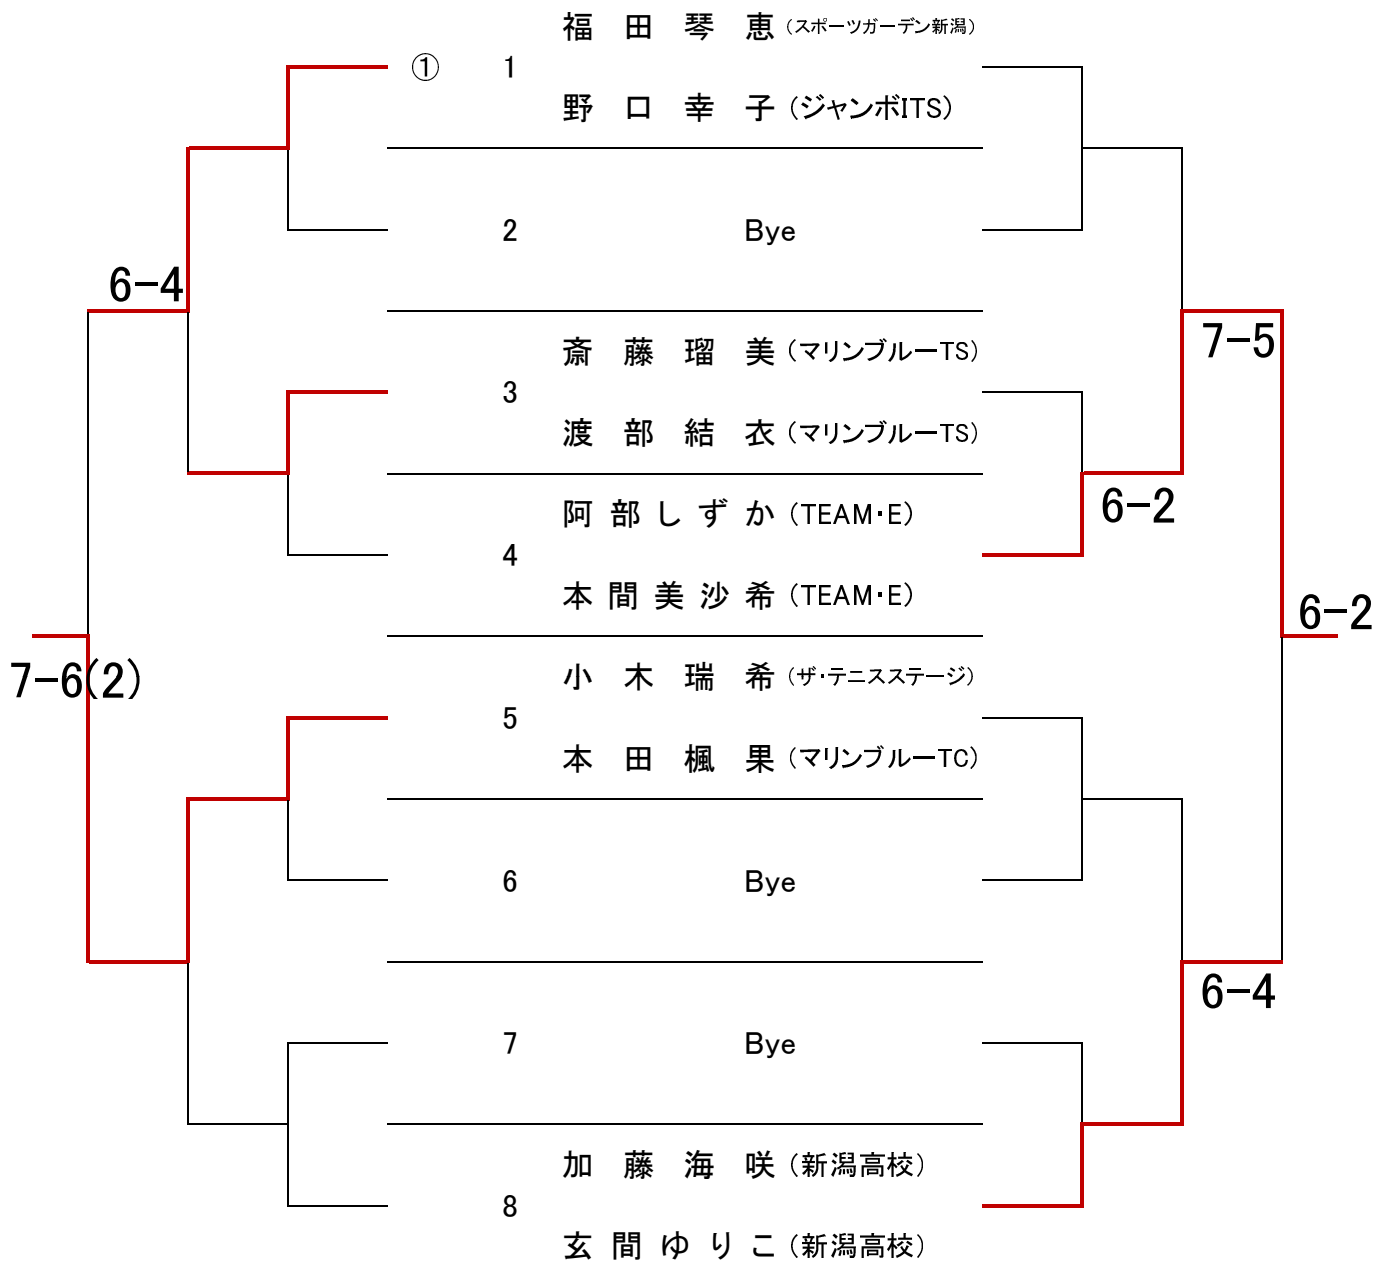 福田琴恵(スポーツガーデン新潟)
① 1
野口幸子(ジャンボITS)
2 Bye
6-4
7-5
斎藤瑠美(マリンブルーTS)
3
渡部結衣(マリンブルーTS)
6-2
阿部しずか(TEAM・E)
4
本間美沙希(TEAM・E)
6-2
7-6(2)
小木瑞希(ザ・テニスステージ)
5
本田楓果(マリンブルーTC)
6 Bye
6-4
7 Bye
加藤海咲(新潟高校)
8
玄間ゆりこ(新潟高校)